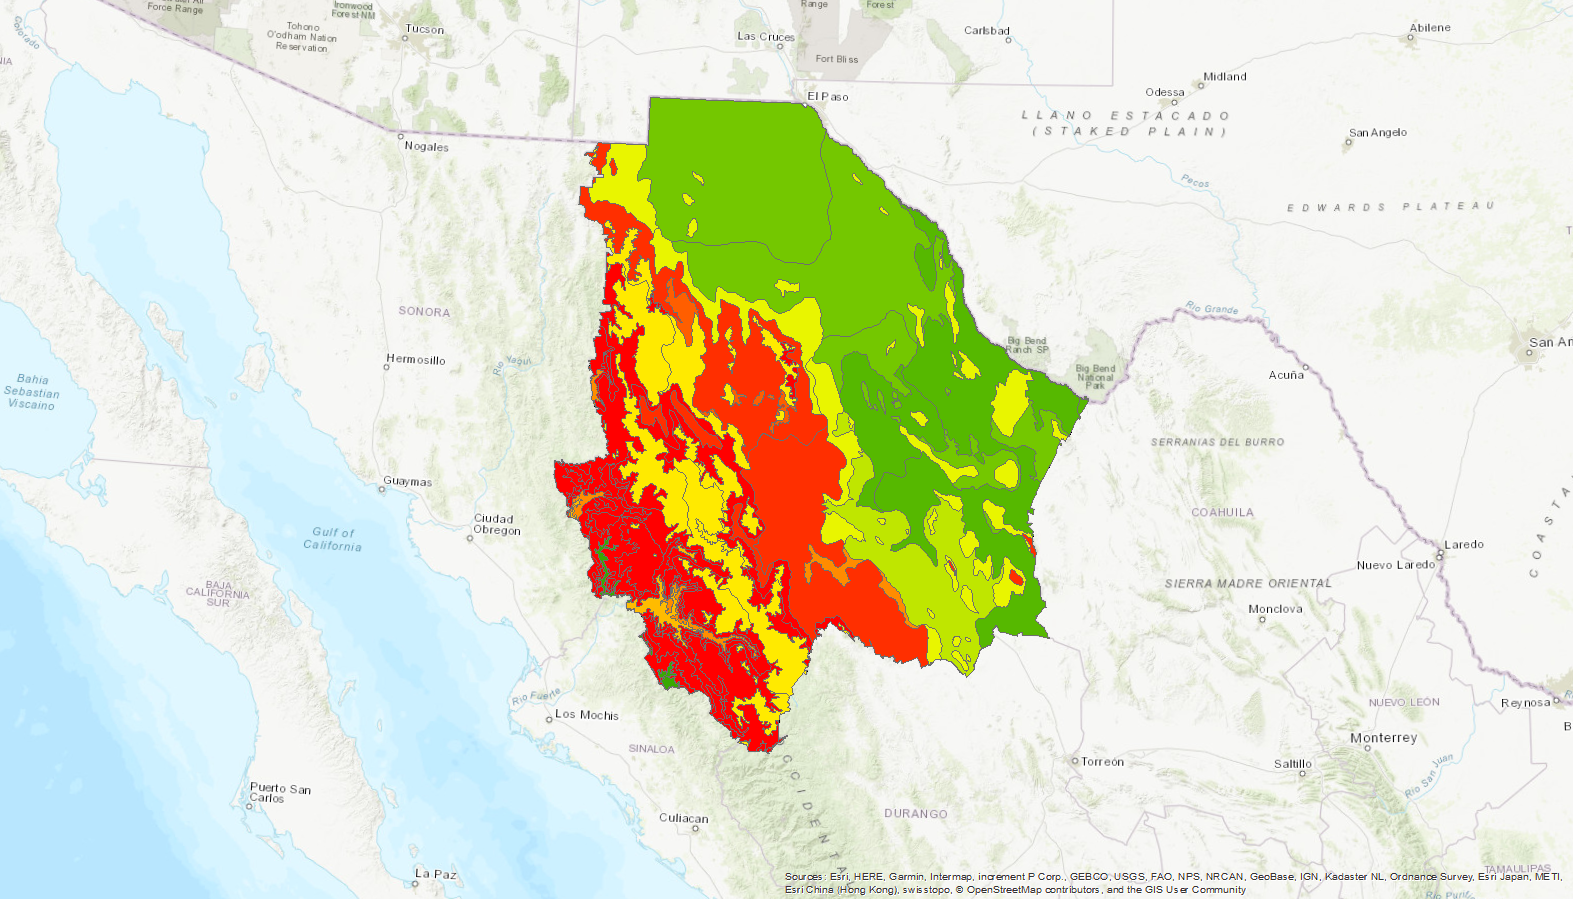 Force Range
Ironwood
Forest NM
Tucson
Tohono
O'odham Nation
Reservation
Colorado
Range
Forest
Las Cruces
Carlsbad
Abilene
Fort Bliss
Midland
Odessa
El Paso
LLANO ESTACADO
(STAKED PLAIN)
San Angelo
Nogales
Pecos
EDWARDS PLATEAU
SONORA
Rio Grande
Big Bend
Ranch SP
Big Bend
National
Park
San An
Acuña
Hermosillo
Rio Yaqui
Bahia
Sebastian
Viscaino
SERRANIAS DEL BURRO
Guaymas
COAHUILA
Ciudad
Obregon
Gulf of
California
COASTA
Laredo
Nuevo Laredo
BAJA
CALIFORNIA
SUR
SIERRA MADRE ORIENTAL
Monclova
Rio Fuerte
Los Mochis
NUEVO LEÓN
Reynosa
SINALOA
Monterrey
Torreón
Saltillo
Rio San Juan
Puerto San
Carlos
CCIDENTA
Culiacan
DURANGO
La Paz
TAMAULIPAS
Sources: Esri, HERE, Garmin, Intermap, increment P Corp., GEBCO, USGS, FAO, NPS, NRCAN, GeoBase, IGN, Kadaster NL, Ordnance Survey, Esri Japan, METI,
Esri China (Hong Kong), swisstopo, © OpenStreetMap contributors, and the GIS User Community